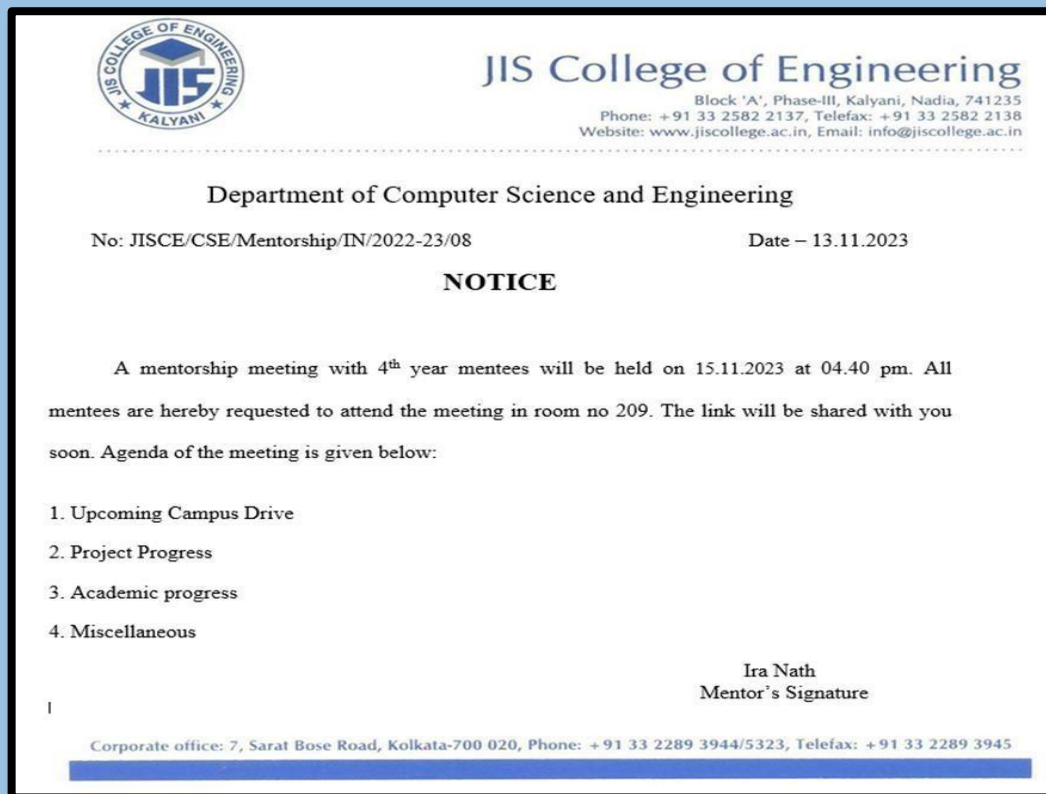 JIS COLLEGE OF ENGINEERING
JIS
KALYANI
JIS College of Engineering
Block 'A', Phase-III, Kalyani, Nadia, 741235
Phone: +91 33 2582 2137, Telefax: +91 33 2582 2138
Website: www.jiscollege.ac.in, Email: info@jiscollege.ac.in
Department of Computer Science and Engineering
No: JISCE/CSE/Mentorship/IN/2022-23/08 Date – 13.11.2023
NOTICE
A mentorship meeting with 4th year mentees will be held on 15.11.2023 at 04.40 pm. All
mentees are hereby requested to attend the meeting in room no 209. The link will be shared with you
soon. Agenda of the meeting is given below:
1. Upcoming Campus Drive
2. Project Progress
3. Academic progress
4. Miscellaneous
Ira Nath
Mentor's Signature
Corporate office: 7, Sarat Bose Road, Kolkata-700 020, Phone: +91 33 2289 3944/5323, Telefax: +91 33 2289 3945